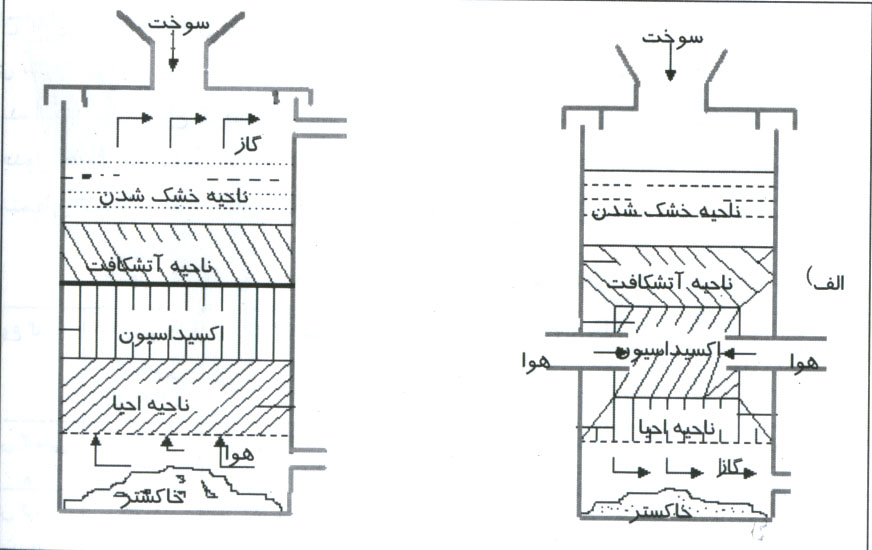 سوخت
گاز
ناحیه خشک شدن
ناحیه آتشکافت
اکسیداسیون
ناحیه احیا
هوا
خاکستر
سوخت
ناحیه خشک شدن
ناحیه آتشکافت
الف)
اکسیداسیون
هوا
هوا
ناحیه احیا
گاز
خاکستر